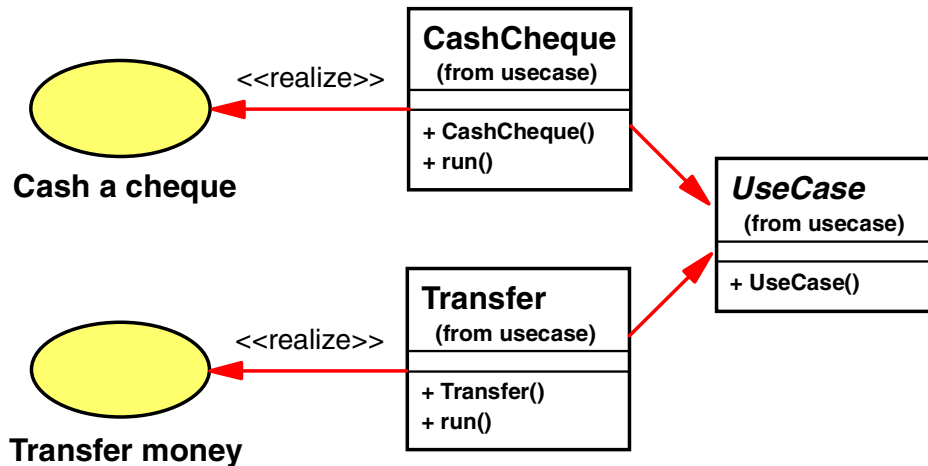 CashCheque
(from usecase)
<<realize>>
+ CashCheque()
+ run()
Cash a cheque
UseCase
(from usecase)
+ UseCase()
Transfer
(from usecase)
<<realize>>
+ Transfer()
+ run()
Transfer money